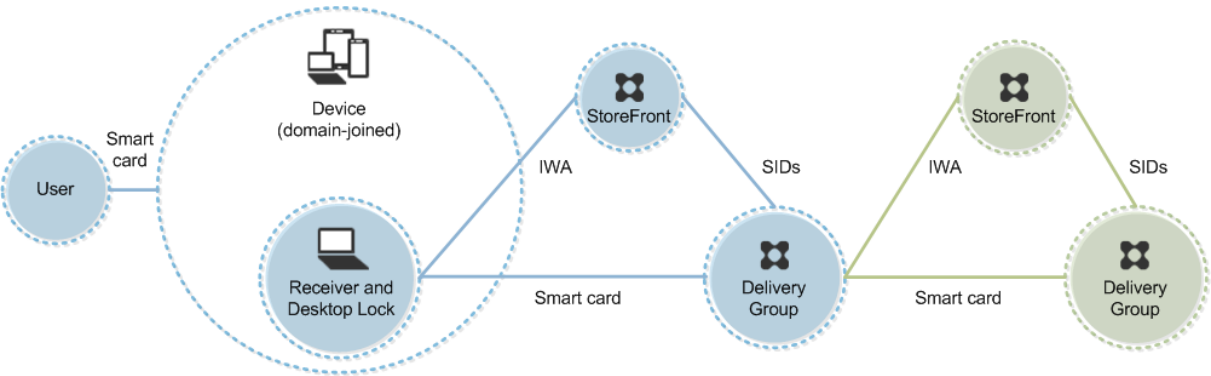 User
Smart
card
Device
(domain-joined)
Receiver and
Desktop Lock
IWA
StoreFront
SIDs
Smart card
Delivery
Group
IWA
StoreFront
SIDs
Smart card
Delivery
Group